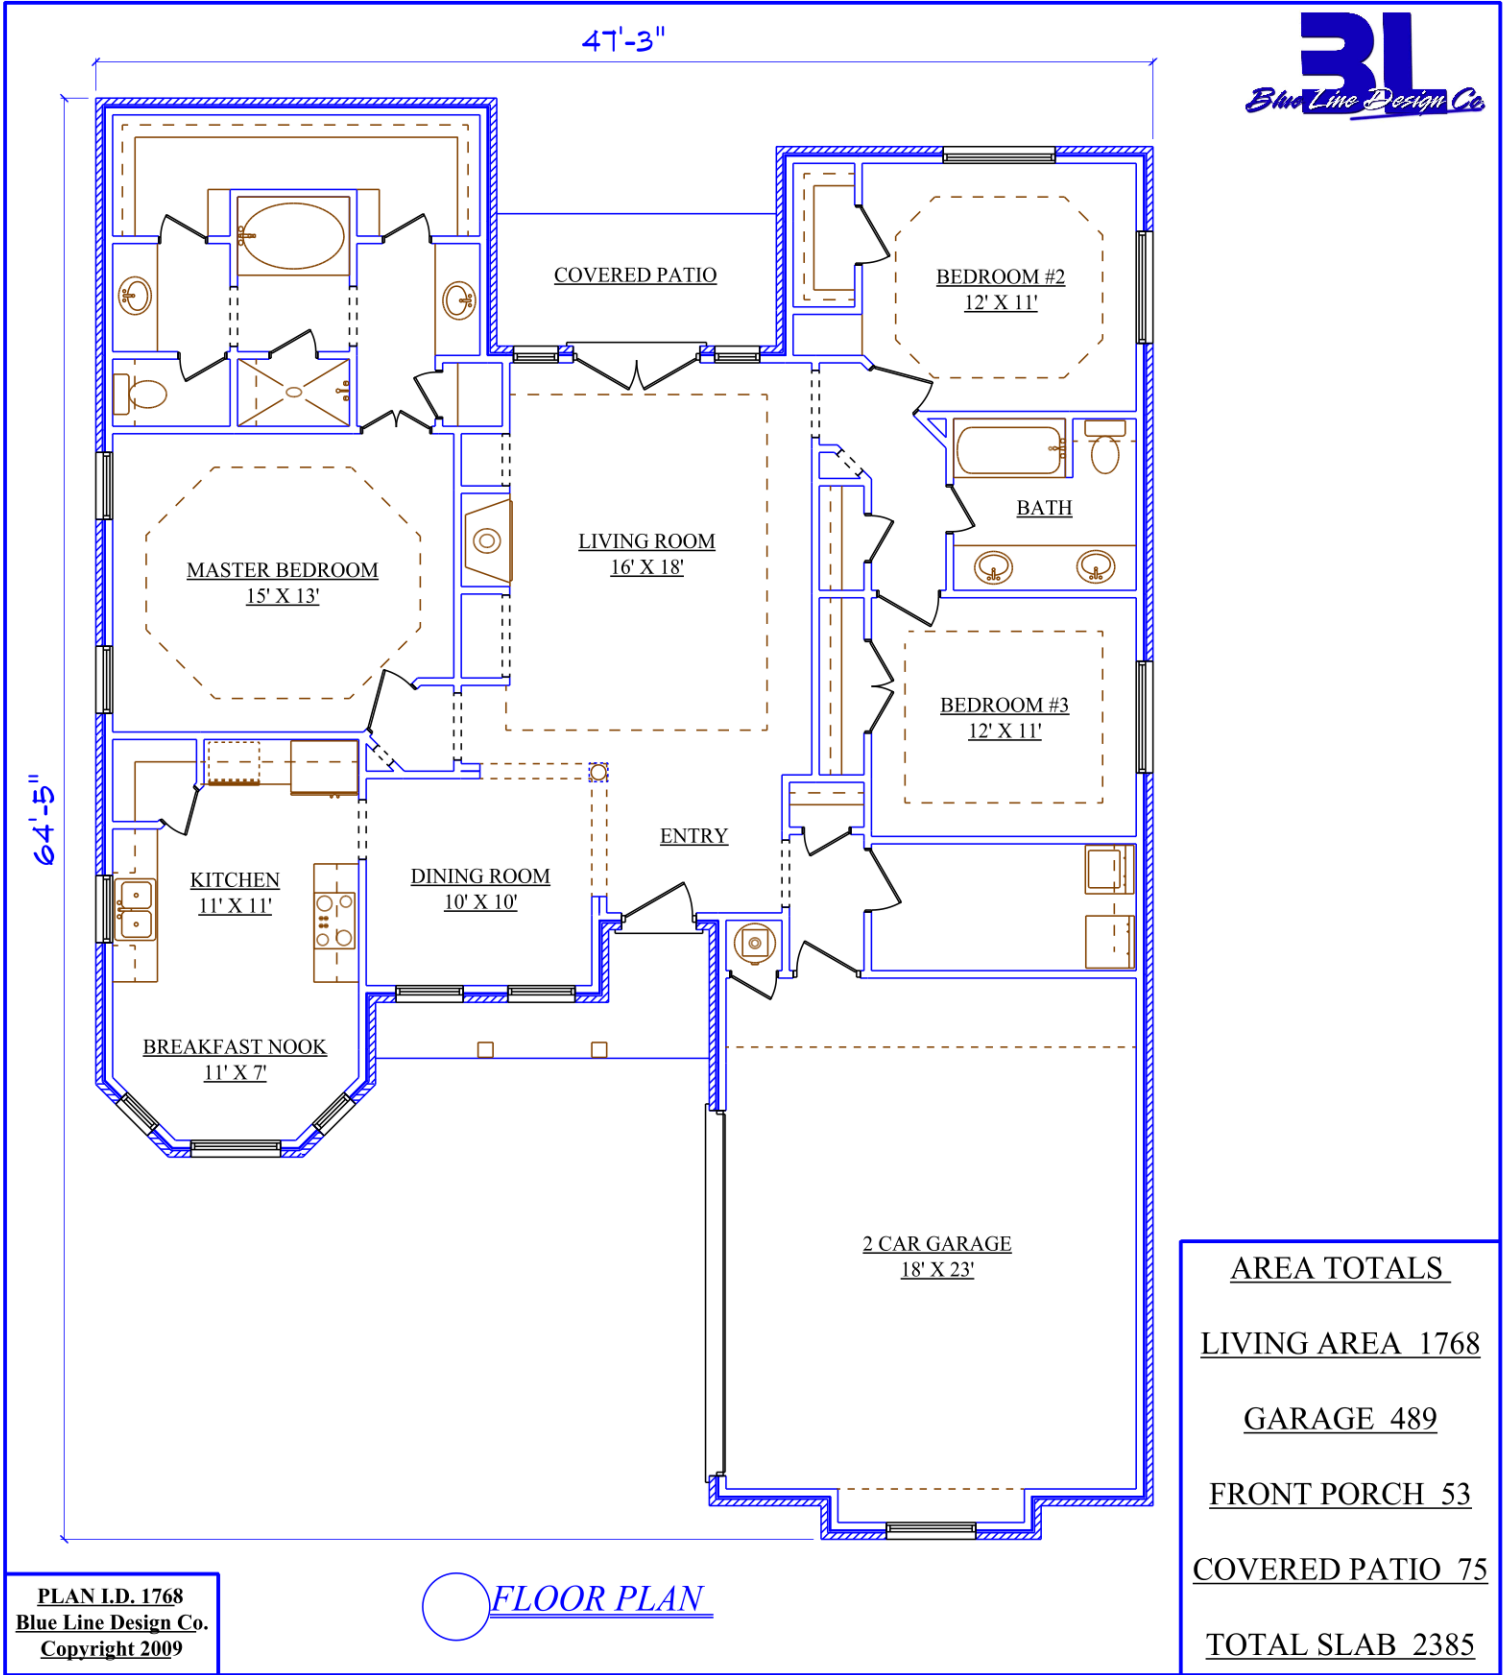 47'-3"
BL
Blue Line Design Co.
COVERED PATIO
BEDROOM #2
12' X 11'
BATH
LIVING ROOM
16' X 18'
MASTER BEDROOM
15' X 13'
BEDROOM #3
12' X 11'
64'-5"
ENTRY
KITCHEN
11' X 11'
DINING ROOM
10' X 10'
BREAKFAST NOOK
11' X 7'
2 CAR GARAGE
18' X 23'
AREA TOTALS
LIVING AREA 1768
GARAGE 489
FRONT PORCH 53
COVERED PATIO 75
TOTAL SLAB 2385
PLAN I.D. 1768
Blue Line Design Co.
Copyright 2009
FLOOR PLAN